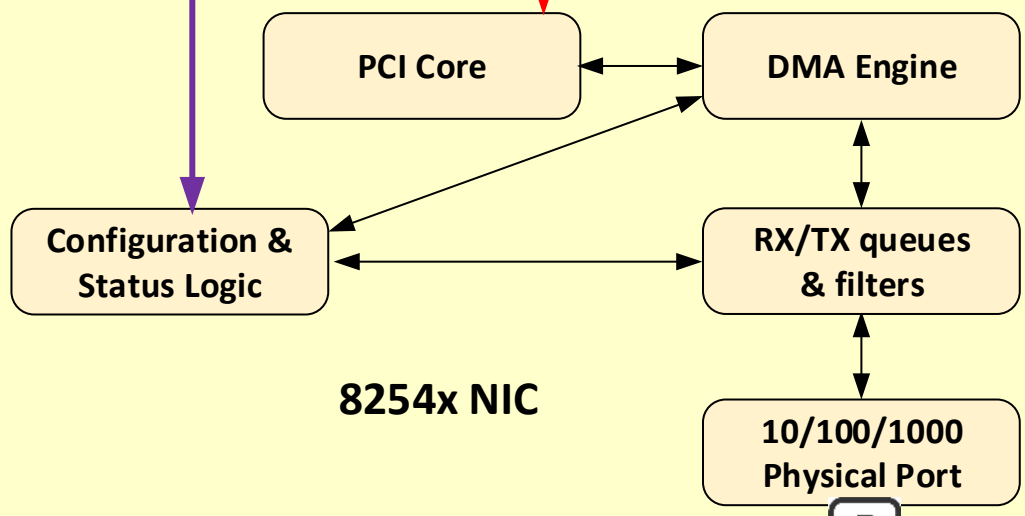 PCI Core
DMA Engine
Configuration &
Status Logic
RX/TX queues
& filters
8254x NIC
10/100/1000
Physical Port